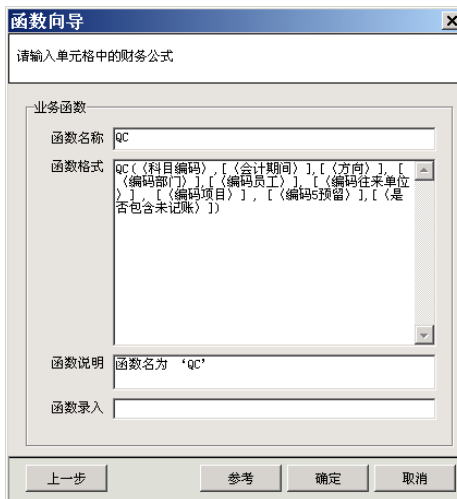 函数向导
请输入单元格中的财务公式
业务函数
函数名称 QC
函数格式 QC(〈科目编码〉,[〈会计期间〉],[〈方向〉], [
〈编码部门〉],[〈编码员工〉], [〈编码往来单位
〉] , [〈编码项目〉] , [〈编码5预留〉],[〈是
否包含未记账〉])
函数说明 函数名为 ‘QC’
函数录入
上一步 参考 确定 取消